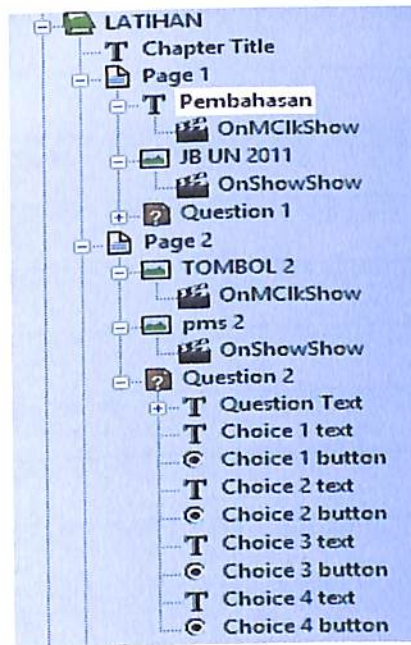 LATIHAN
Chapter Title
Page 1
Pembahasan
OnMClkShow
JB UN 2011
OnShowShow
Question 1
Page 2
TOMBOL 2
OnMClkShow
pms 2
OnShowShow
Question 2
Question Text
Choice 1 text
Choice 1 button
Choice 2 text
Choice 2 button
Choice 3 text
Choice 3 button
Choice 4 text
Choice 4 button